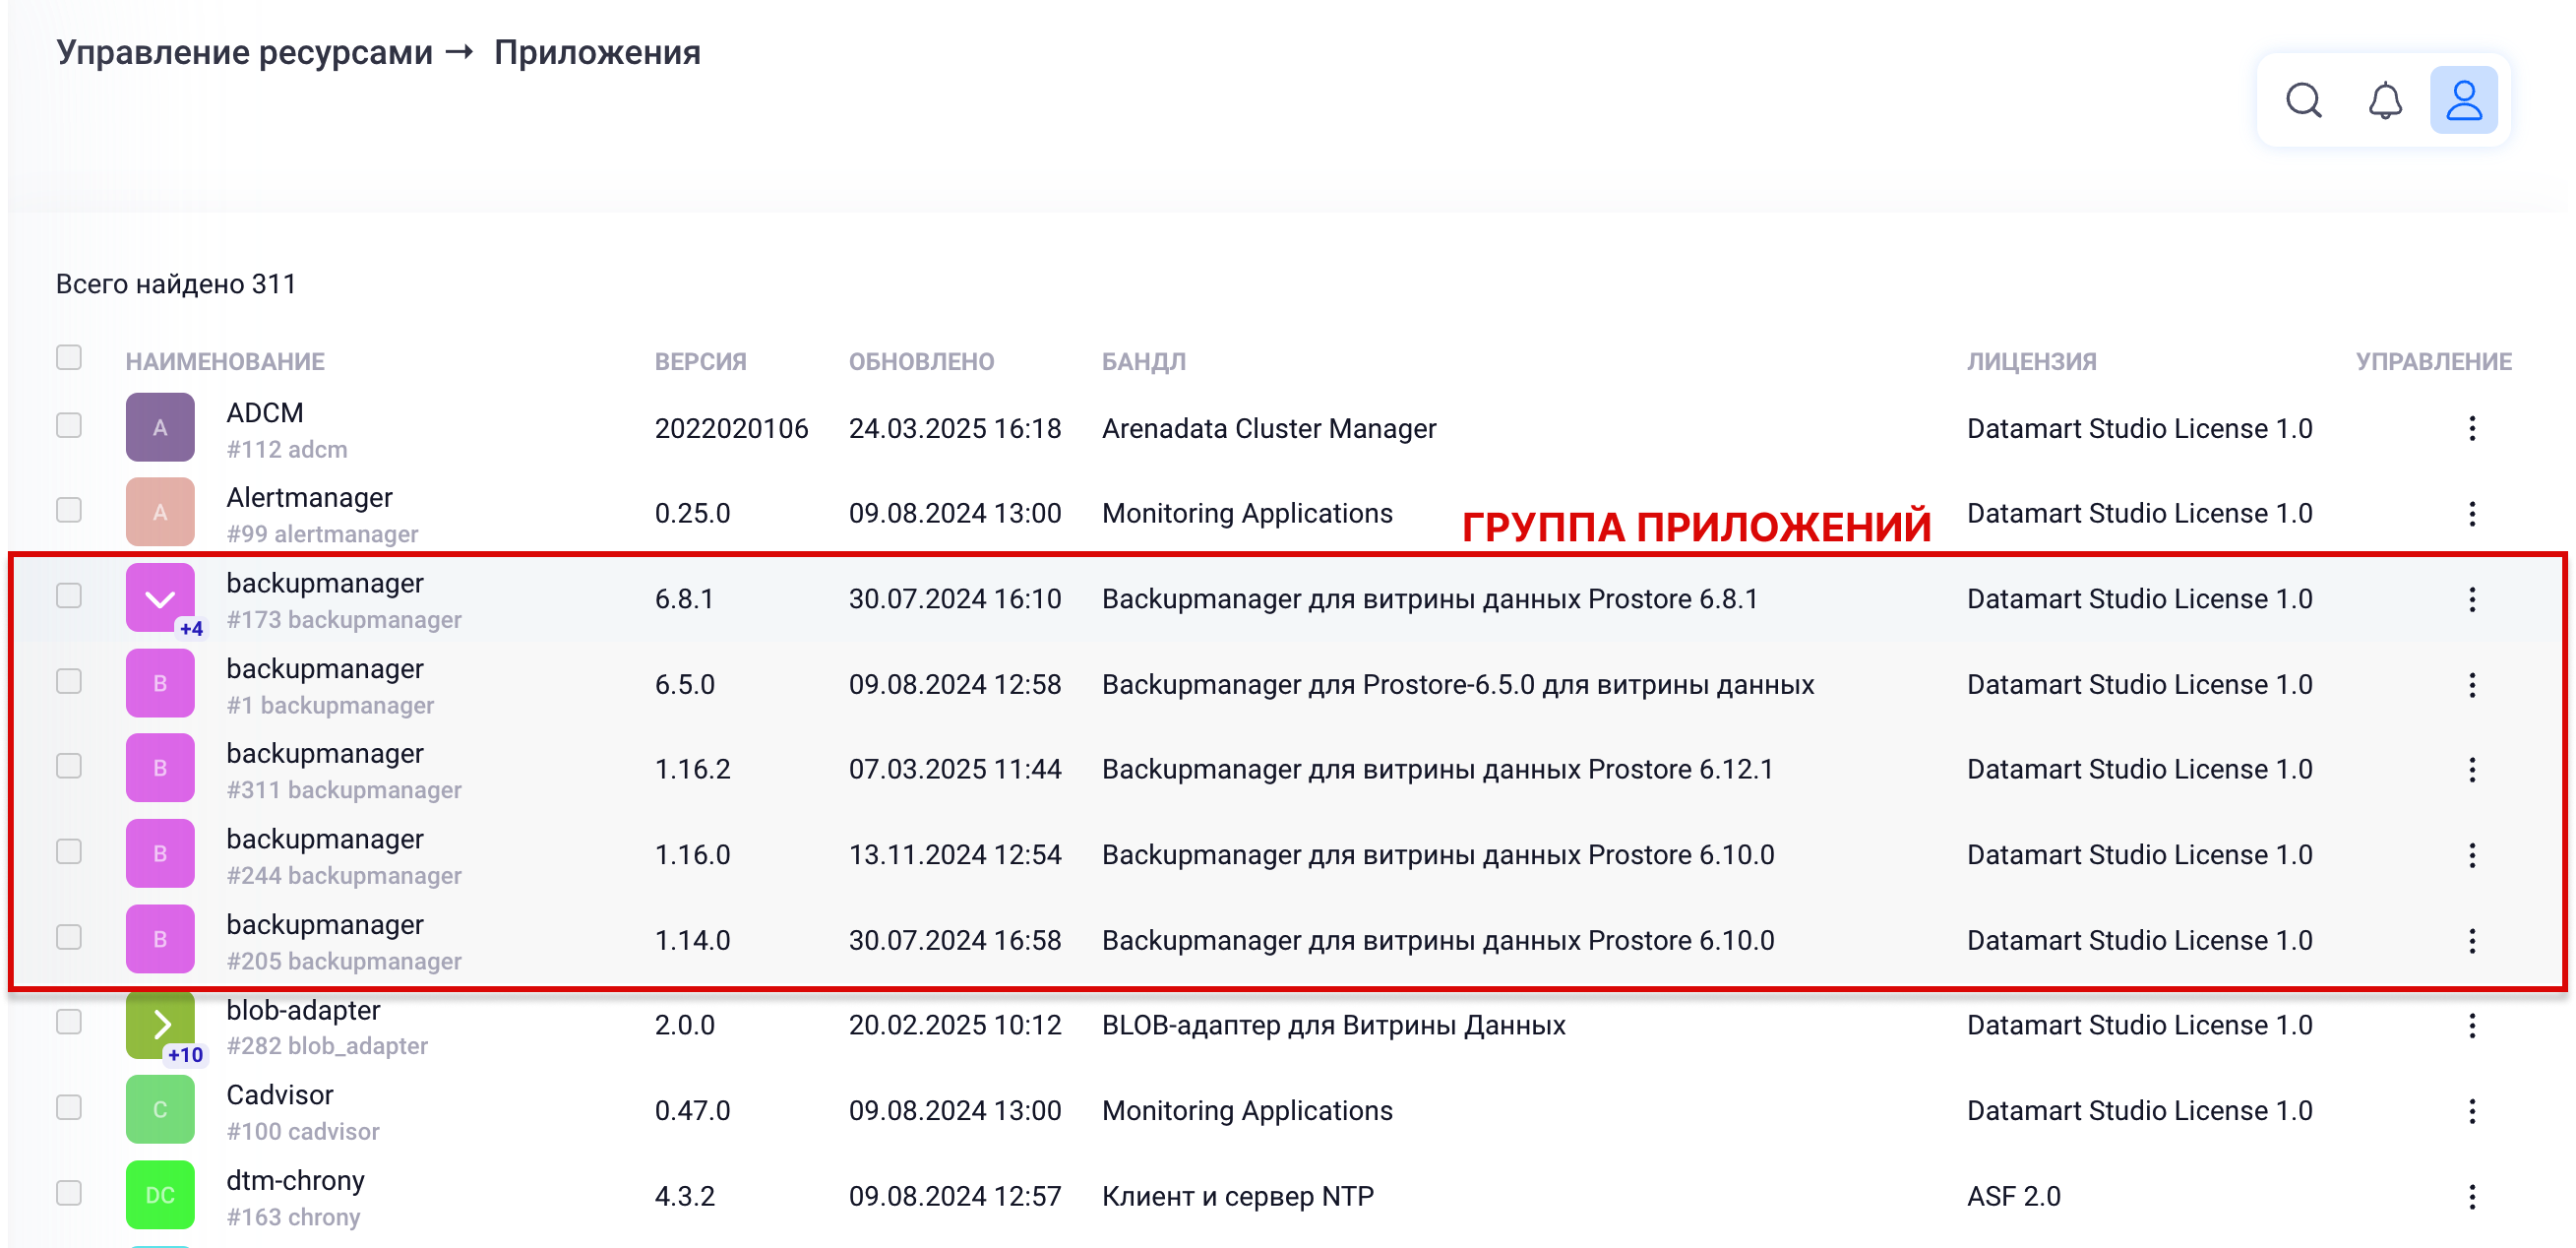 Управление ресурсами → Приложения
Всего найдено 311
НАИМЕНОВАНИЕ ВЕРСИЯ ОБНОВЛЕНО БАНДЛ ЛИЦЕНЗИЯ УПРАВЛЕНИЕ
A ADCM 2022020106 24.03.2025 16:18 Arenadata Cluster Manager Datamart Studio License 1.0
#112 adcm
A Alertmanager 0.25.0 09.08.2024 13:00 Monitoring Applications Datamart Studio License 1.0
#99 alertmanager
ГРУППА ПРИЛОЖЕНИЙ
backupmanager 6.8.1 30.07.2024 16:10 Backupmanager для витрины данных Prostore 6.8.1 Datamart Studio License 1.0
+4 #173 backupmanager
B backupmanager 6.5.0 09.08.2024 12:58 Backupmanager для Prostore-6.5.0 для витрины данных Datamart Studio License 1.0
#1 backupmanager
B backupmanager 1.16.2 07.03.2025 11:44 Backupmanager для витрины данных Prostore 6.12.1 Datamart Studio License 1.0
#311 backupmanager
B backupmanager 1.16.0 13.11.2024 12:54 Backupmanager для витрины данных Prostore 6.10.0 Datamart Studio License 1.0
#244 backupmanager
B backupmanager 1.14.0 30.07.2024 16:58 Backupmanager для витрины данных Prostore 6.10.0 Datamart Studio License 1.0
#205 backupmanager
blob-adapter 2.0.0 20.02.2025 10:12 BLOB-адаптер для Витрины Данных Datamart Studio License 1.0
+10 #282 blob_adapter
C Cadvisor 0.47.0 09.08.2024 13:00 Monitoring Applications Datamart Studio License 1.0
#100 cadvisor
DC dtm-chrony 4.3.2 09.08.2024 12:57 Клиент и сервер NTP ASF 2.0
#163 chrony